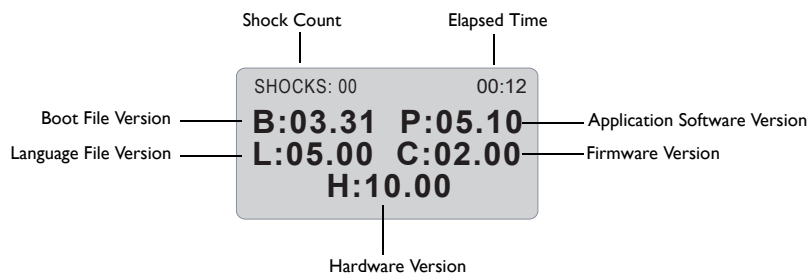 Shock Count Elapsed Time
SHOCKS: 00 00:12
Boot File Version B:03.31 P:05.10 Application Software Version
Language File Version L:05.00 C:02.00 Firmware Version
H:10.00
Hardware Version